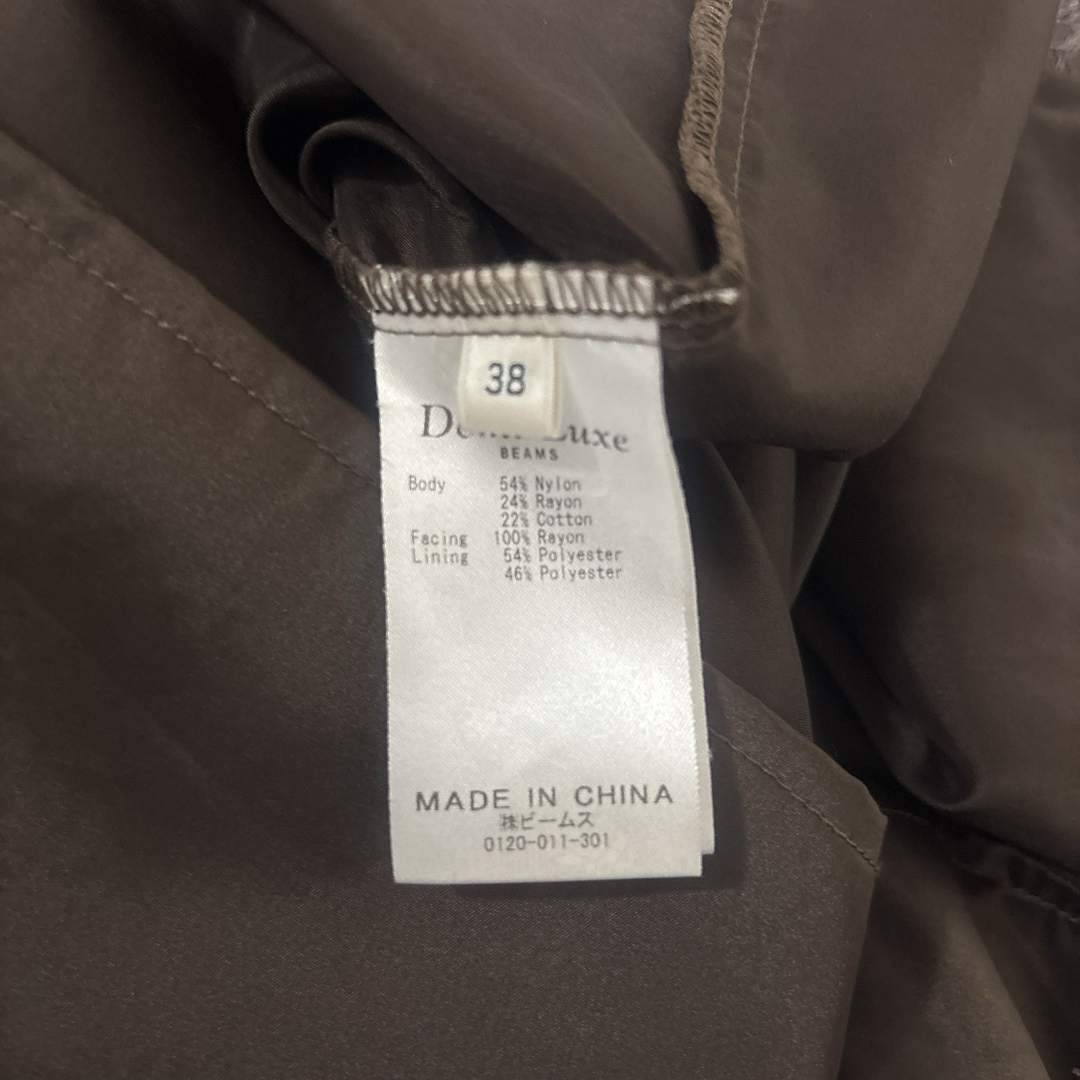 38
Luxe
BEAMS
Body 54% Nylon
24% Rayon
22% Cotton
Facing 100% Rayon
Lining 54% Polyester
46% Polyester
MADE IN CHINA
㈱ビームス
0120-011-301